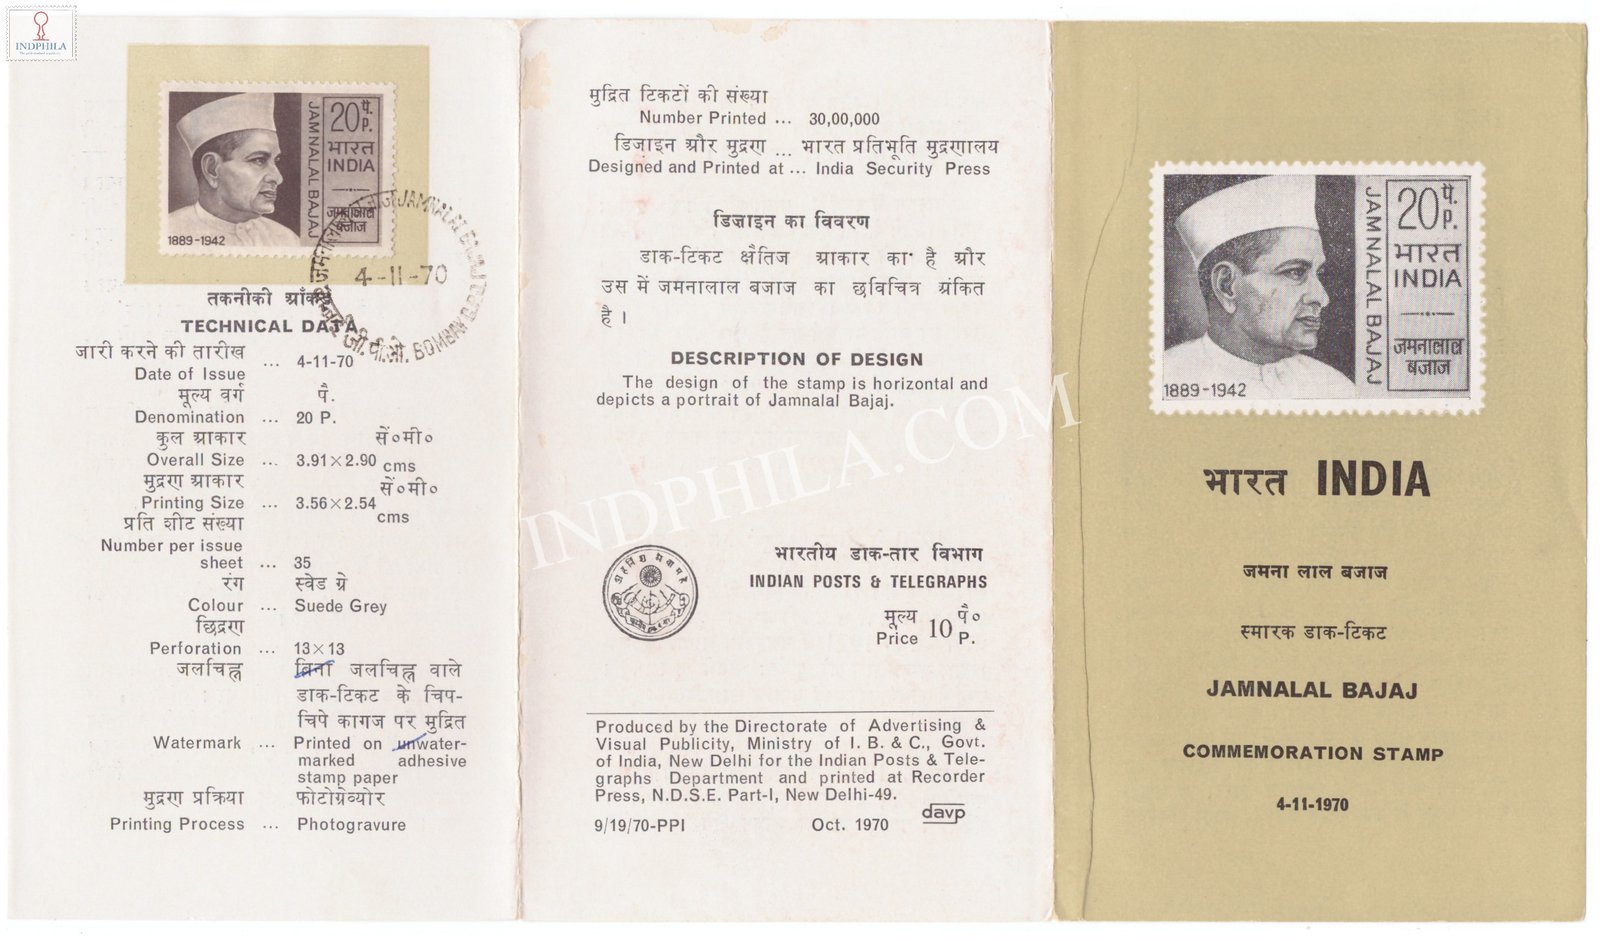 INDPHILA
20 पै.
P.
भारत
INDIA
जमनालाल
बजाज
JAMNALAL BAJAJ
1889-1942
JAMNALAL BAJAJ
BOMBAY
जी.पी.ओ.
4-11-70
तकनीकी आँकड़
TECHNICAL DATA
जारी करने की तारीख
Date of Issue ... 4-11-70
मूल्य वर्ग पै.
Denomination ... 20 P.
कुल आकार सें०मी०
Overall Size ... 3.91×2.90 cms
मुद्रण आकार सें०मी०
Printing Size ... 3.56×2.54 cms
प्रति शीट संख्या
Number per issue
sheet ... 35
रंग स्वेड ग्रे
Colour ... Suede Grey
छिद्रण
Perforation ... 13×13
जलचिह्न बिना जलचिह्न वाले
डाक-टिकट के चिप-
चिपे कागज पर मुद्रित
Watermark ... Printed on unwater-
marked adhesive
stamp paper
मुद्रण प्रक्रिया फोटोग्रेव्योर
Printing Process ... Photogravure
मुद्रित टिकटों की संख्या
Number Printed ... 30,00,000
डिजाइन और मुद्रण ... भारत प्रतिभूति मुद्रणालय
Designed and Printed at ... India Security Press
डिज़ाइन का विवरण
डाक-टिकट क्षैतिज आकार का है और
उस में जमनालाल बजाज का छविचित्र अंकित
है।
DESCRIPTION OF DESIGN
The design of the stamp is horizontal and
depicts a portrait of Jamnalal Bajaj.
INDPHILA.COM
भारतीय डाक-तार विभाग
INDIAN POSTS & TELEGRAPHS
मूल्य 10 पै०
Price P.
Produced by the Directorate of Advertising &
Visual Publicity, Ministry of I. B. & C., Govt.
of India, New Delhi for the Indian Posts & Tele-
graphs Department and printed at Recorder
Press, N.D.S.E. Part-I, New Delhi-49.
davp
9/19/70-PPI Oct. 1970
20 पै.
P.
भारत
INDIA
जमनालाल
बजाज
JAMNALAL BAJAJ
1889-1942
भारत INDIA
जमना लाल बजाज
स्मारक डाक-टिकट
JAMNALAL BAJAJ
COMMEMORATION STAMP
4-11-1970